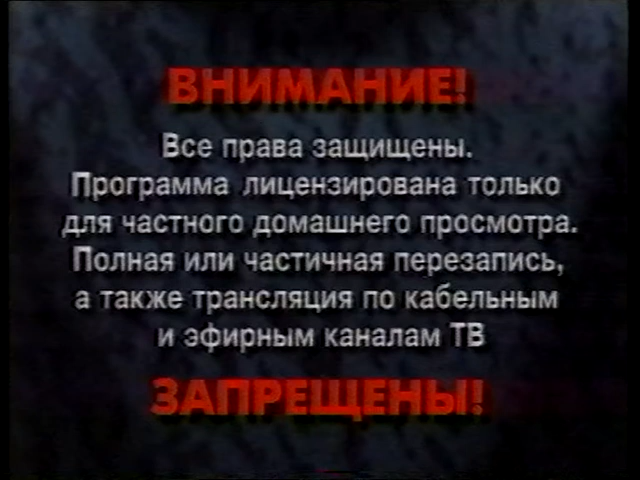 ВНИМАНИЕ!
Все права защищены.
Программа лицензирована только
для частного домашнего просмотра.
Полная или частичная перезапись,
а также трансляция по кабельным
и эфирным каналам ТВ
ЗАПРЕЩЕНЫ!